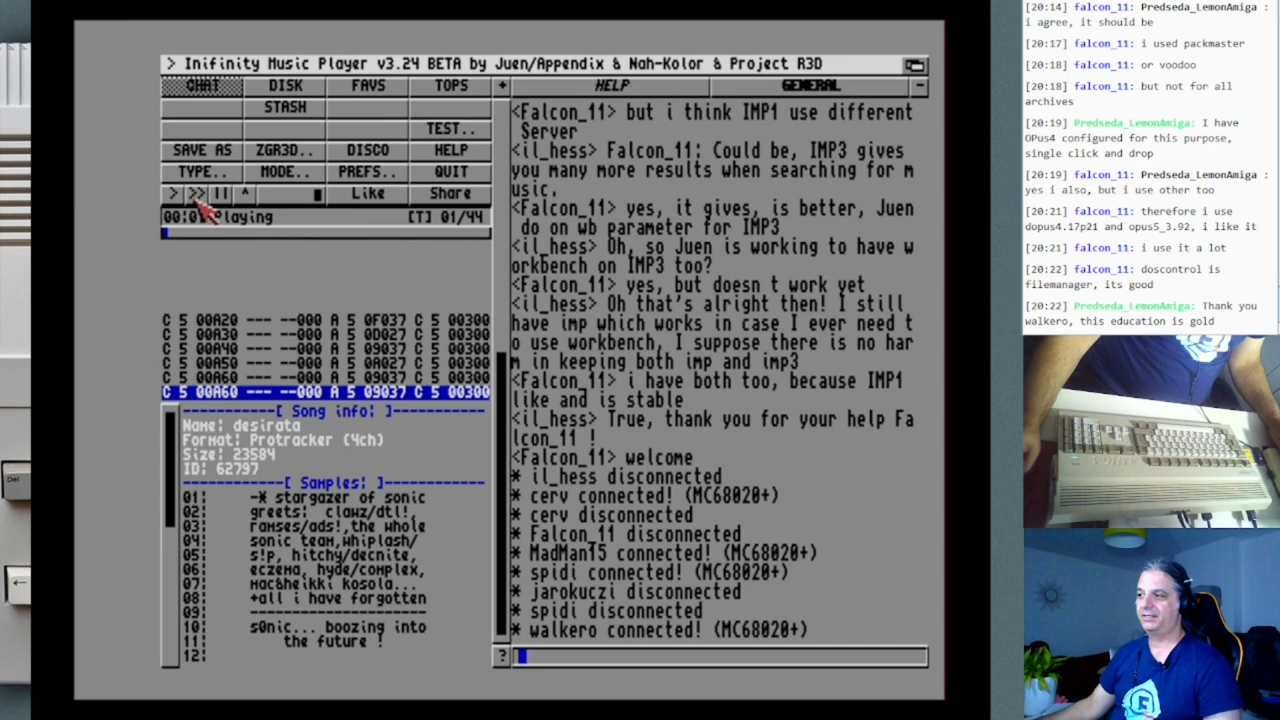 > Inifinity Music Player v3.24 BETA by Juen/Appendix & Nah-Kolor & Project R3D
CHAT DISK FAVS TOPS
STASH
TEST..
SAVE AS ZGR3D.. DISCO HELP
TYPE.. MODE.. PREFS.. QUIT
> >> || ^ Like Share
Playing [T] 01/44
C 5 00A20 --- --000 A 5 0F027 C 5 00300
C 5 00A30 --- --000 A 5 0D027 C 5 00300
C 5 00A40 --- --000 A 5 09037 C 5 00300
C 5 00A50 --- --000 A 5 0A027 C 5 00300
C 5 00A60 --- --000 A 5 09037 C 5 00300
C 5 00A60 --- --000 A 5 09037 C 5 00300
-----------[ Song info: ]-----------
Name: desirata
Format: Protracker (4ch)
Size: 23584
ID: 62797
------------[ Samples: ]------------
01: -X stargazer of sonic
02: greets: clawz/dtl!
03: ramses/ads!,the whole
04: sonic team,whiplash/
05: s!p, hitchy/decnite,
06: eczema, hyde/complex,
07: mac&heikki kosola...
08: +all i have forgotten
09: ---------------------
10: s0nic... boozing into
11: the future !
12:
+ HELP GENERAL -
<Falcon_11> but i think IMP1 use different
Server
<il_hess> Falcon_11: Could be, IMP3 gives
you many more results when searching for m
usic.
<Falcon_11> yes, it gives, is better, Juen
do on wb parameter for IMP3
<il_hess> Oh, so Juen is working to have w
orkbench on IMP3 too?
<Falcon_11> yes, but doesn t work yet
<il_hess> Oh that's alright then! I still
have imp which works in case I ever need t
o use workbench, I suppose there is no har
m in keeping both imp and imp3
<Falcon_11> i have both too, because IMP1
like and is stable
<il_hess> True, thank you for your help Fa
lcon_11 !
<Falcon_11> welcome
* il_hess disconnected
* cerv connected! (MC68020+)
* cerv disconnected
* Falcon_11 disconnected
* MadMan15 connected! (MC68020+)
* spidi connected! (MC68020+)
* jarokuczi disconnected
* spidi disconnected
* walkero connected! (MC68020+)
?
[20:14] falcon_11: Predseda_LemonAmiga :
i agree, it should be
[20:17] falcon_11: i used packmaster
[20:18] falcon_11: or voodoo
[20:18] falcon_11: but not for all
archives
[20:19] Predseda_LemonAmiga: I have
OPus4 configured for this purpose,
single click and drop
[20:19] falcon_11: Predseda_LemonAmiga :
yes i also, but i use other too
[20:21] falcon_11: therefore i use
dopus4.17p21 and opus5_3.92, i like it
[20:21] falcon_11: i use it a lot
[20:22] falcon_11: doscontrol is
filemanager, its good
[20:22] Predseda_LemonAmiga: Thank you
walkero, this education is gold
Del